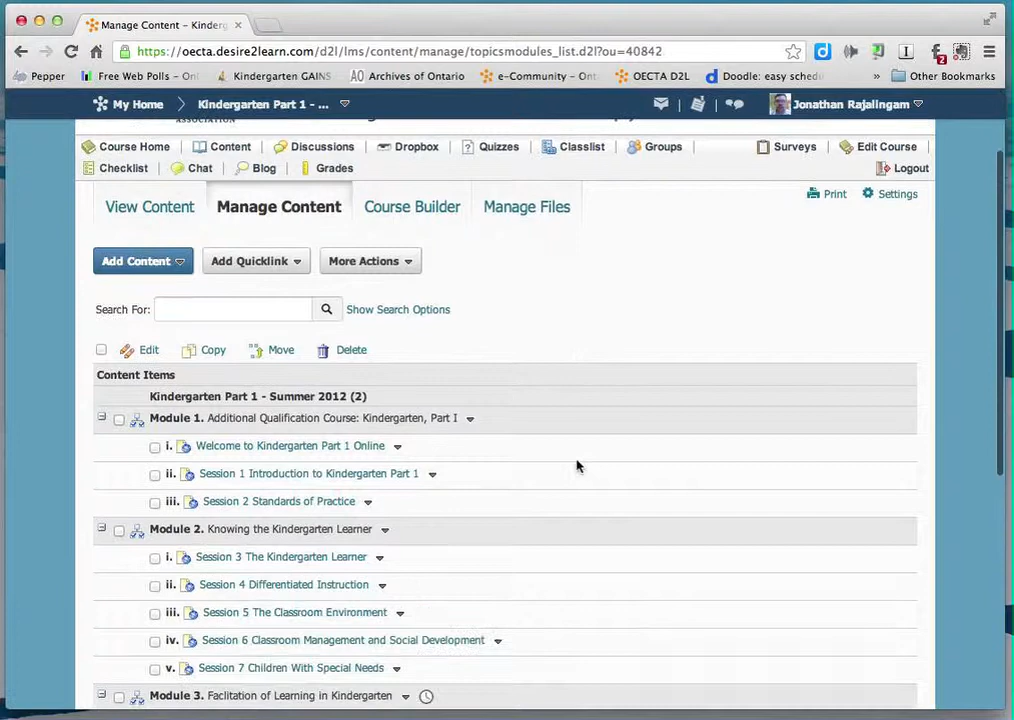 Manage Content – Kinderg
https://oecta.desire2learn.com/d2l/lms/content/manage/topicsmodules_list.d2l?ou=40842
Pepper Free Web Polls – Onl Kindergarten GAINS AO Archives of Ontario e-Community – Ont OECTA D2L Doodle: easy schedu » Other Bookmarks
My Home Kindergarten Part 1 - ... Jonathan Rajalingam
ASSOCIATION
Course Home Content Discussions Dropbox Quizzes Classlist Groups Surveys Edit Course
Checklist Chat Blog Grades Logout
View Content Manage Content Course Builder Manage Files Print Settings
Add Content Add Quicklink More Actions
Search For: Show Search Options
Edit Copy Move Delete
Content Items
Kindergarten Part 1 - Summer 2012 (2)
Module 1. Additional Qualification Course: Kindergarten, Part I
i. Welcome to Kindergarten Part 1 Online
ii. Session 1 Introduction to Kindergarten Part 1
iii. Session 2 Standards of Practice
Module 2. Knowing the Kindergarten Learner
i. Session 3 The Kindergarten Learner
ii. Session 4 Differentiated Instruction
iii. Session 5 The Classroom Environment
iv. Session 6 Classroom Management and Social Development
v. Session 7 Children With Special Needs
Module 3. Faclitation of Learning in Kindergarten